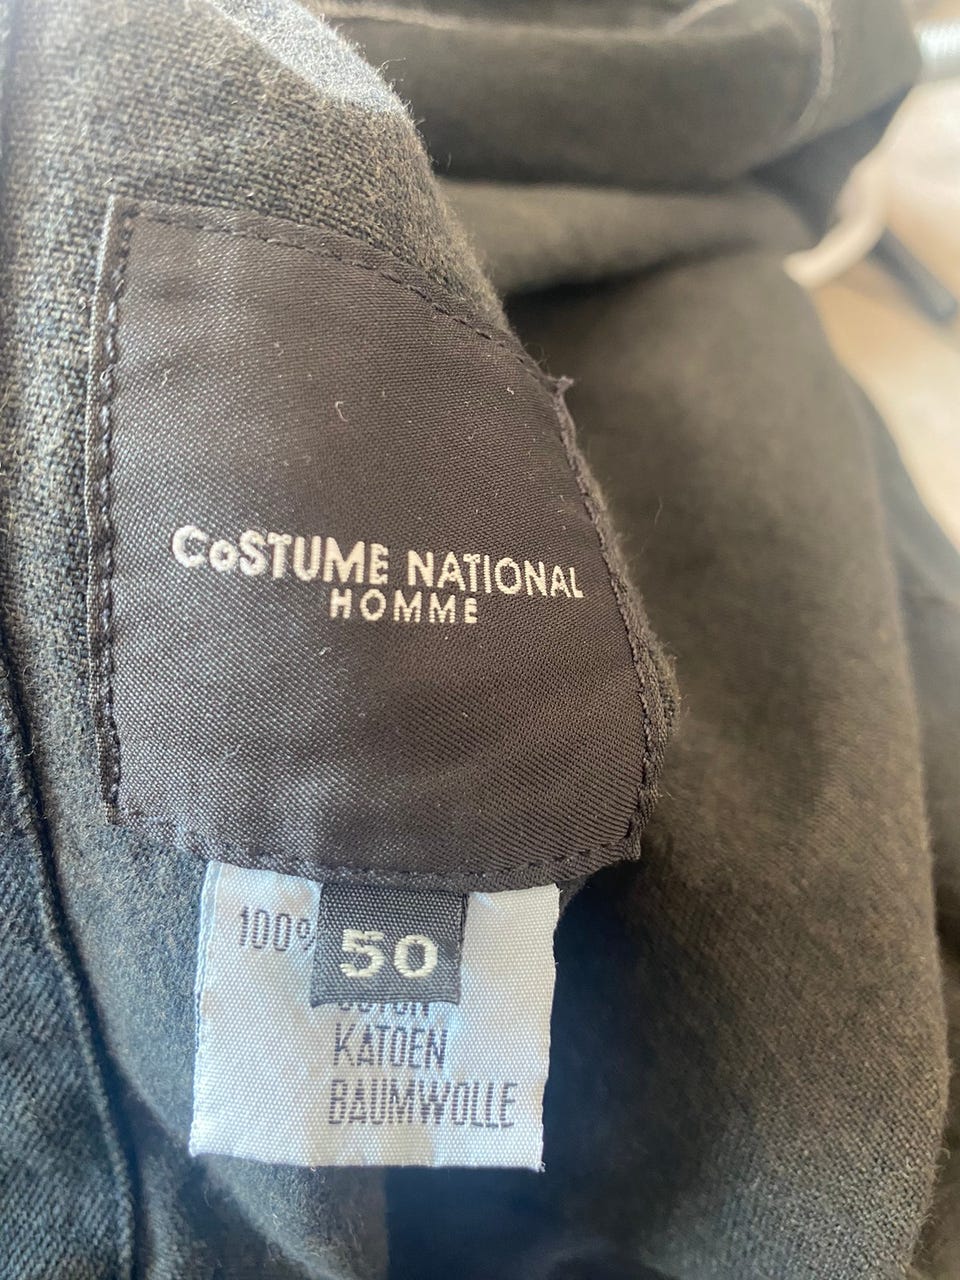 CoSTUME NATIONAL
HOMME
100%
50
KATOEN
BAUMWOLLE